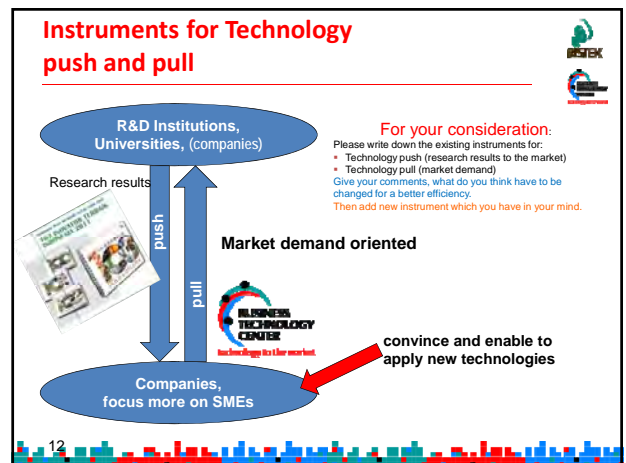 Instruments for Technology
push and pull
RISTEK
R&D Institutions,
Universities, (companies)
For your consideration:
Please write down the existing instruments for:
▪ Technology push (research results to the market)
▪ Technology pull (market demand)
Give your comments, what do you think have to be
changed for a better efficiency.
Then add new instrument which you have in your mind.
Research results
push
pull
Market demand oriented
BUSINESS
TECHNOLOGY
CENTER
technology to the market
convince and enable to
apply new technologies
Companies,
focus more on SMEs
12